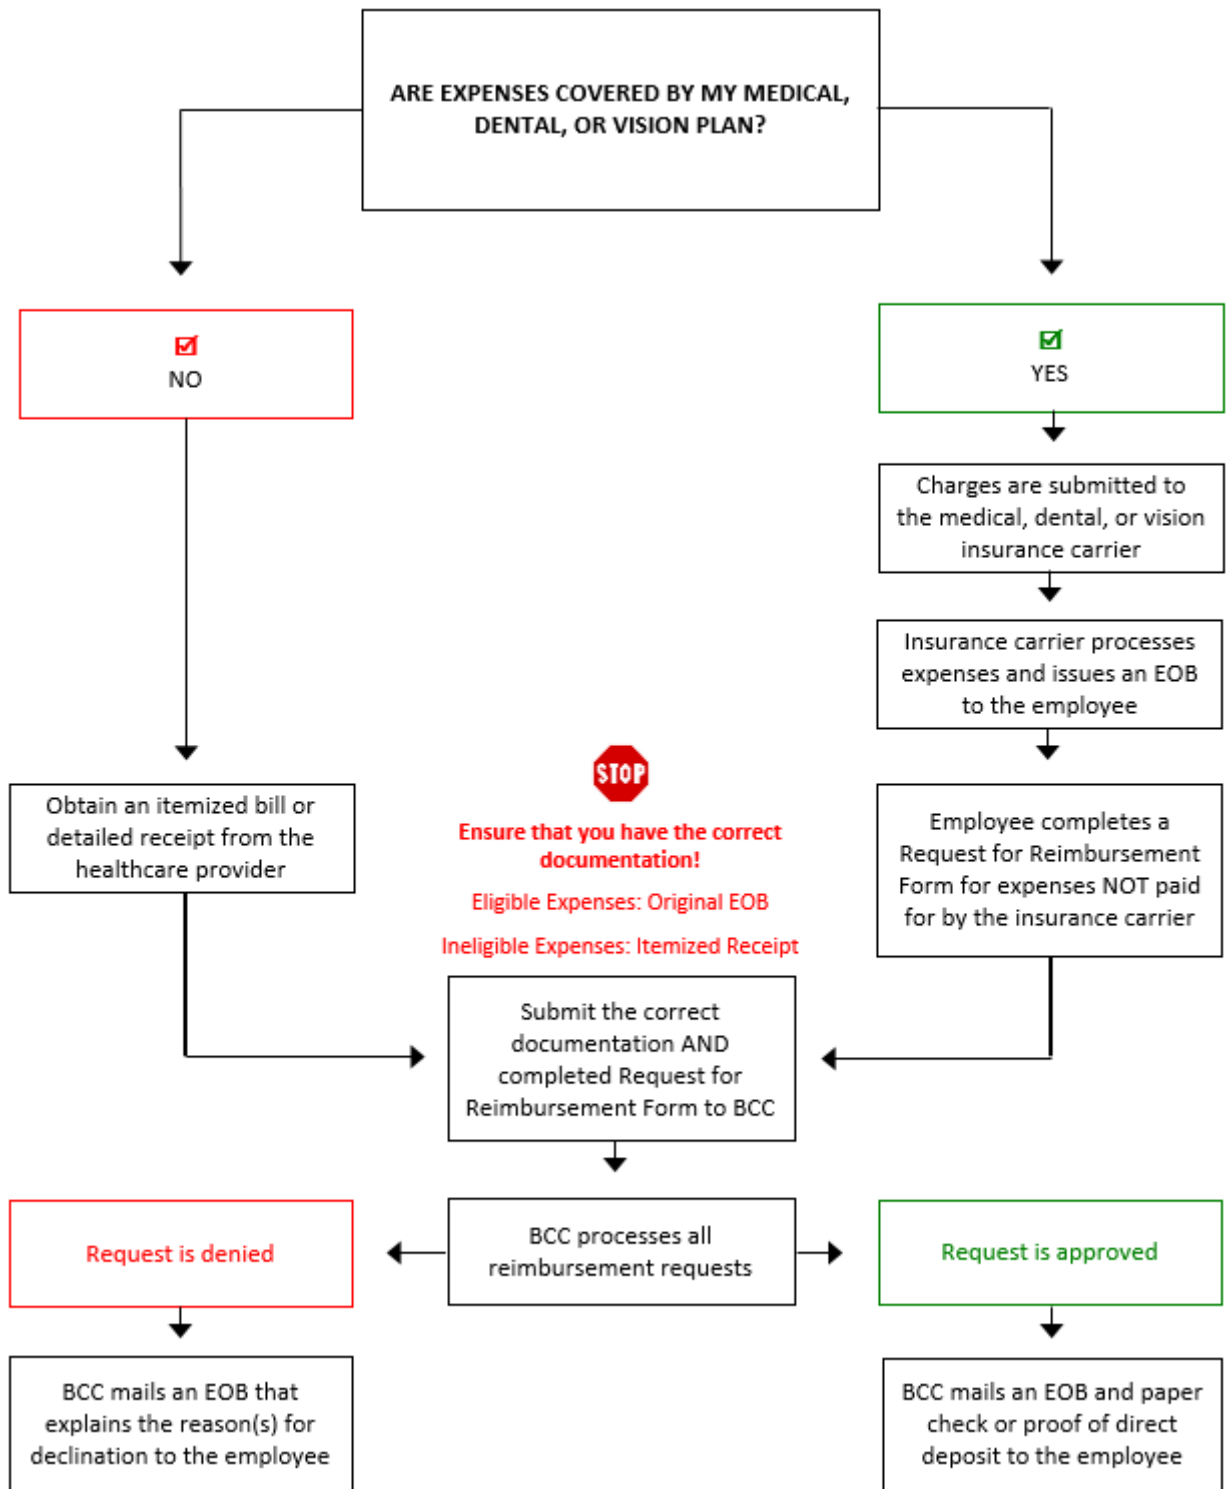 ARE EXPENSES COVERED BY MY MEDICAL,
DENTAL, OR VISION PLAN?
NO
YES
Charges are submitted to
the medical, dental, or vision
insurance carrier
Insurance carrier processes
expenses and issues an EOB
to the employee
Obtain an itemized bill or
detailed receipt from the
healthcare provider
STOP
Ensure that you have the correct
documentation!
Eligible Expenses: Original EOB
Ineligible Expenses: Itemized Receipt
Employee completes a
Request for Reimbursement
Form for expenses NOT paid
for by the insurance carrier
Submit the correct
documentation AND
completed Request for
Reimbursement Form to BCC
Request is denied
BCC processes all
reimbursement requests
Request is approved
BCC mails an EOB that
explains the reason(s) for
declination to the employee
BCC mails an EOB and paper
check or proof of direct
deposit to the employee